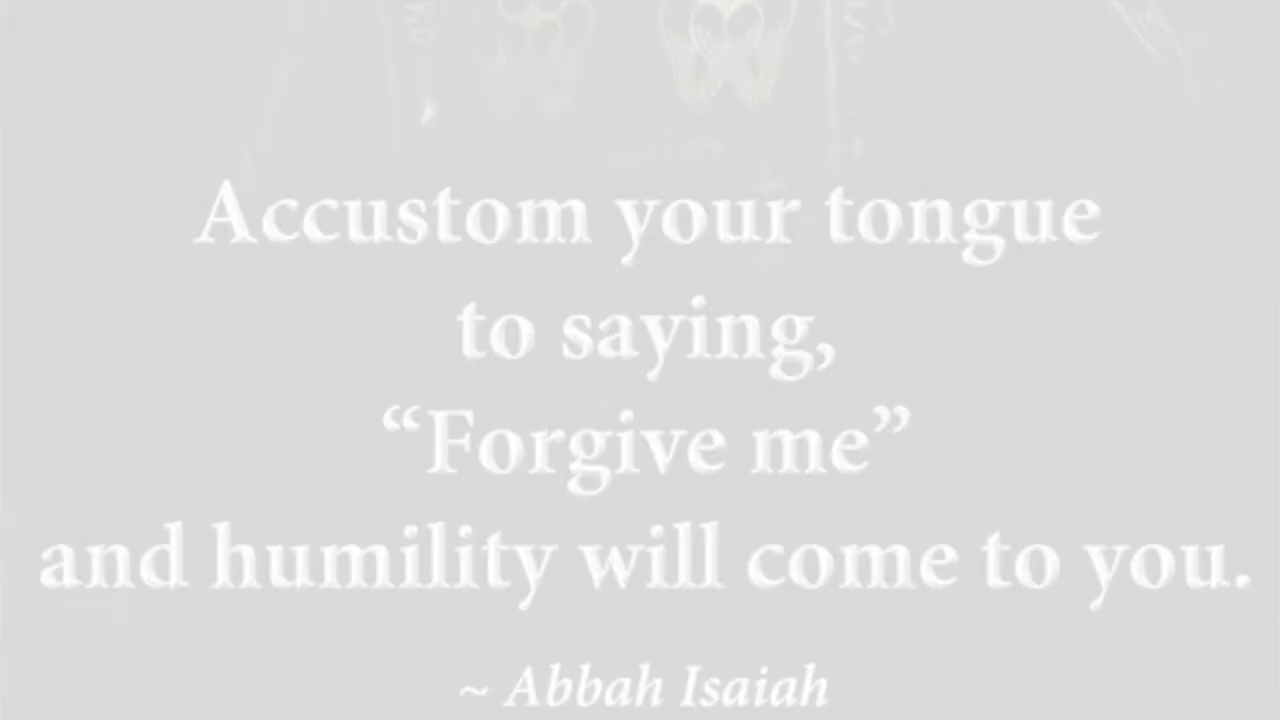 Accustom your tongue
to saying,
“Forgive me”
and humility will come to you.
~ Abbah Isaiah